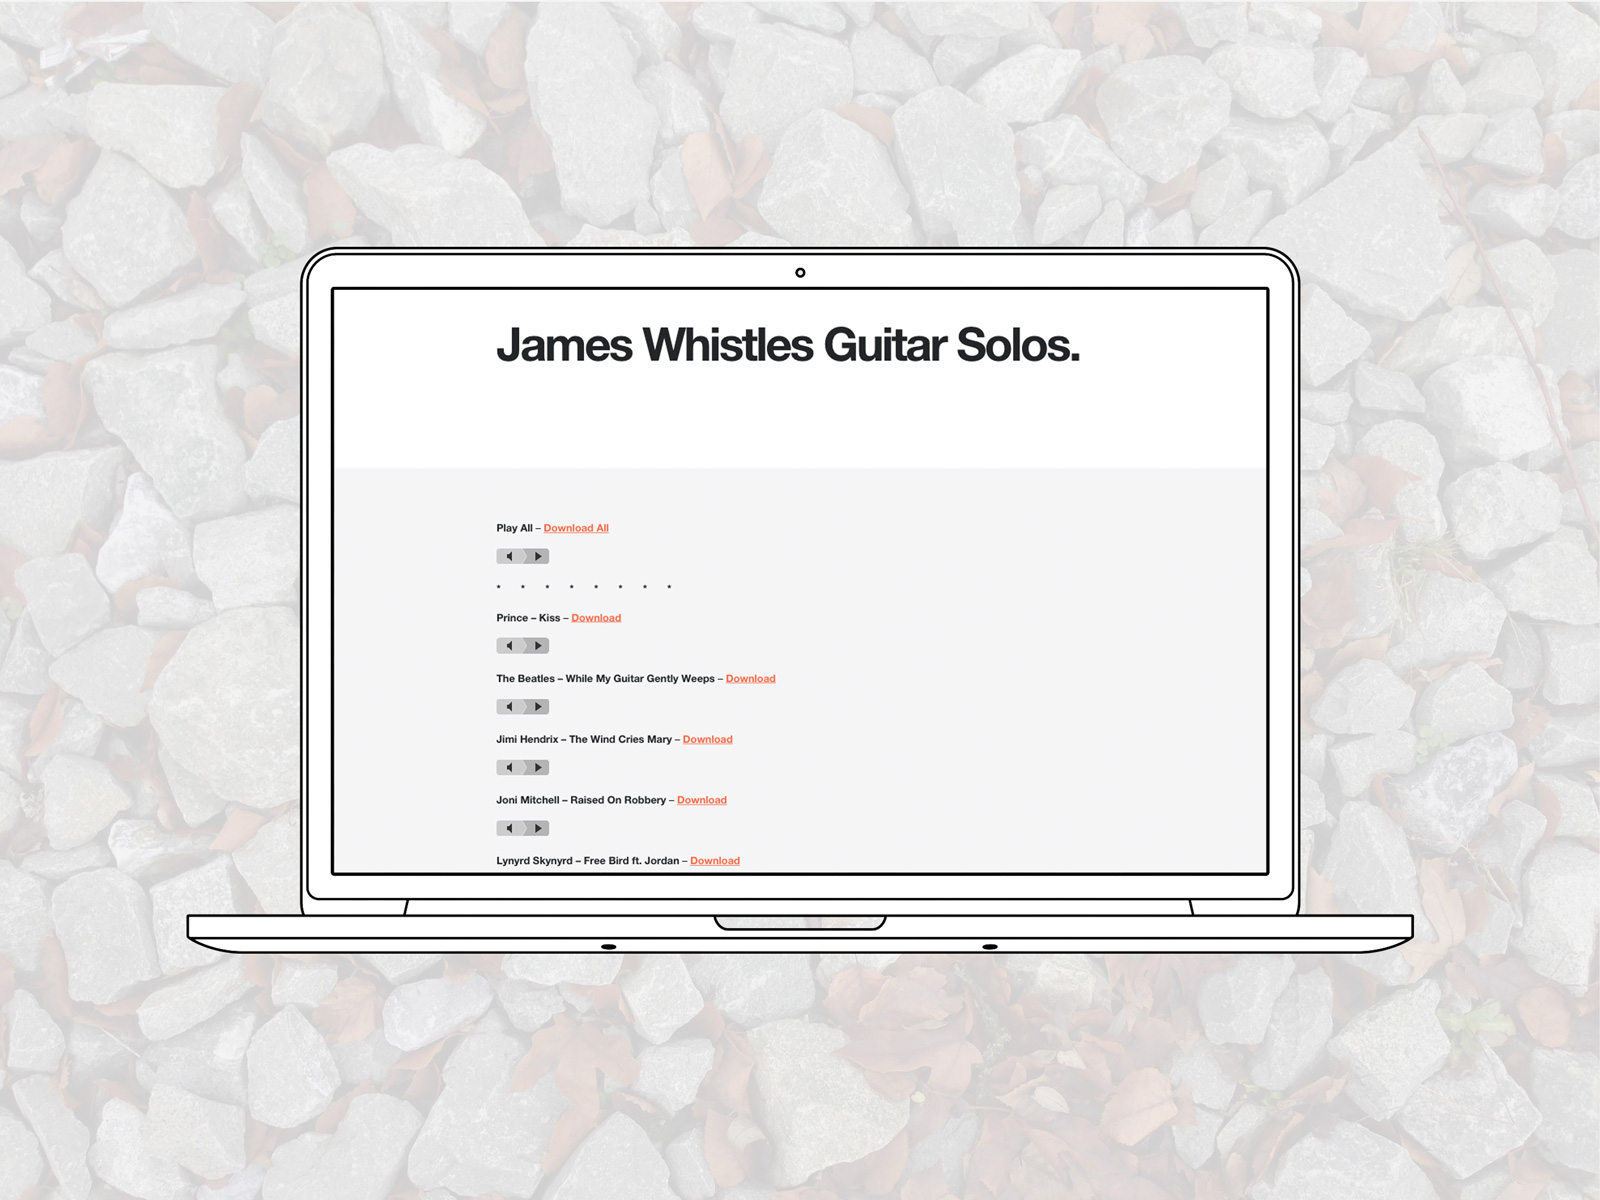 James Whistles Guitar Solos.
Play All – Download All
* * * * * * * *
Prince – Kiss – Download
The Beatles – While My Guitar Gently Weeps – Download
Jimi Hendrix – The Wind Cries Mary – Download
Joni Mitchell – Raised On Robbery – Download
Lynyrd Skynyrd – Free Bird ft. Jordan – Download